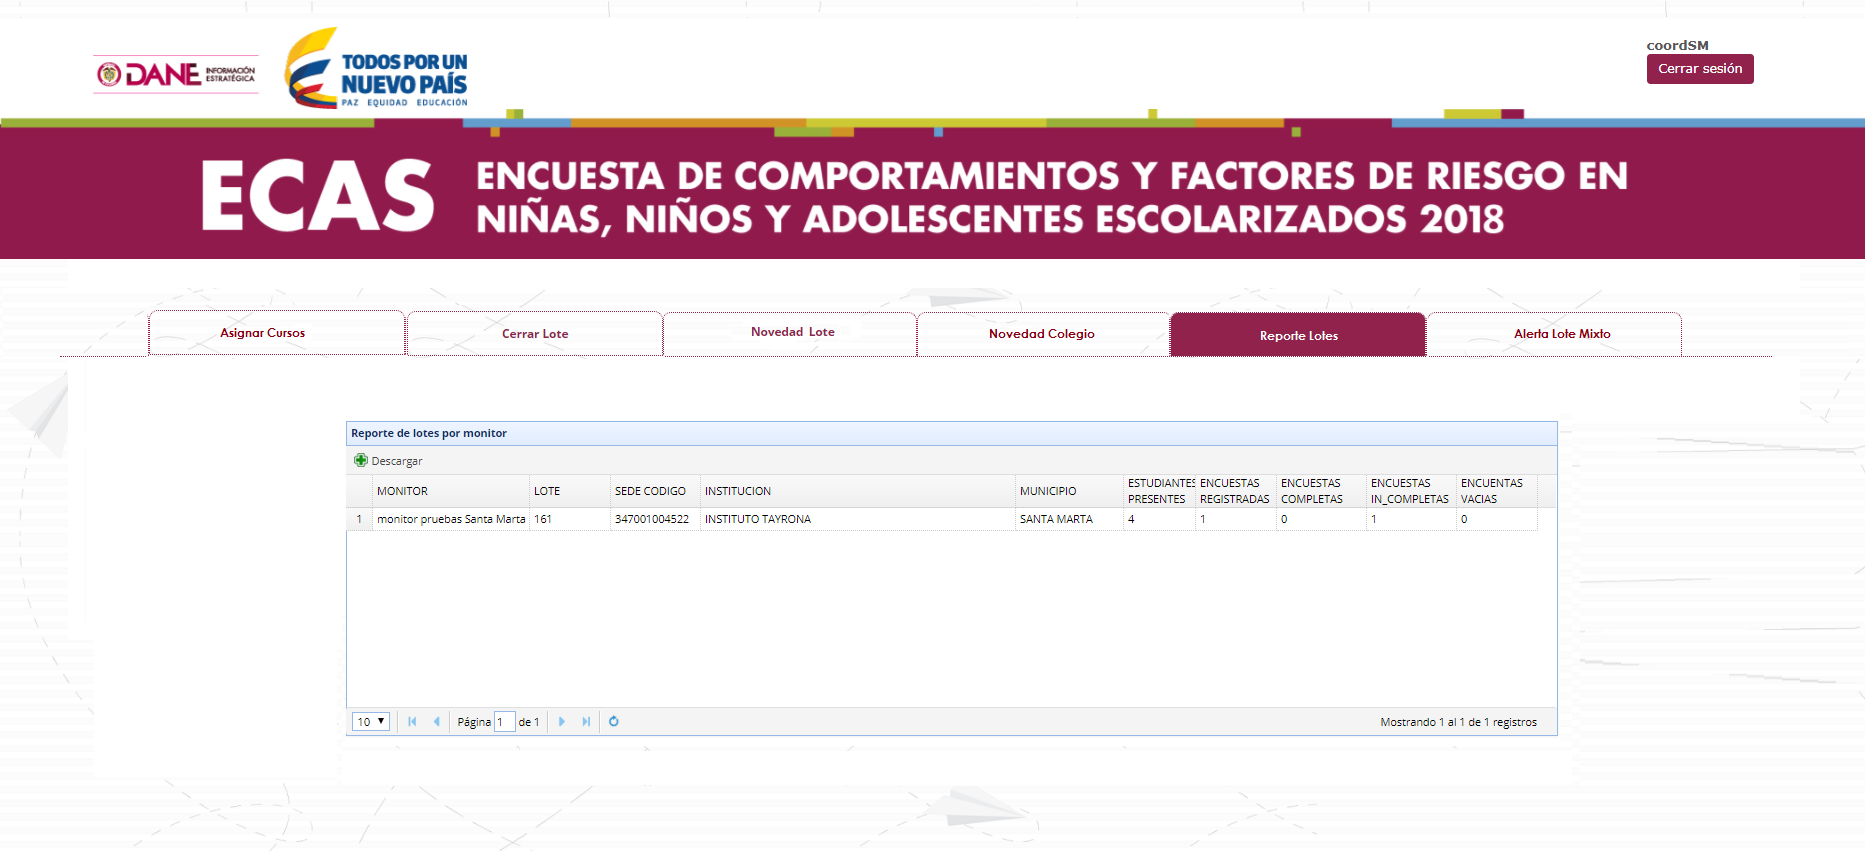 coordSM
Cerrar sesión
DANE INFORMACIÓN ESTRATÉGICA
TODOS POR UN
NUEVO PAÍS
PAZ EQUIDAD EDUCACIÓN
ECAS
ENCUESTA DE COMPORTAMIENTOS Y FACTORES DE RIESGO EN
NIÑAS, NIÑOS Y ADOLESCENTES ESCOLARIZADOS 2018
Asignar Cursos
Cerrar Lote
Novedad Lote
Novedad Colegio
Reporte Lotes
Alerta Lote Mixto
Reporte de lotes por monitor
Descargar
MONITOR LOTE SEDE CODIGO INSTITUCION MUNICIPIO ESTUDIANTES PRESENTES ENCUESTAS REGISTRADAS ENCUESTAS COMPLETAS ENCUESTAS IN_COMPLETAS ENCUENTAS VACIAS
1 monitor pruebas Santa Marta 161 347001004522 INSTITUTO TAYRONA SANTA MARTA 4 1 0 1 0
10 Página 1 de 1 Mostrando 1 al 1 de 1 registros